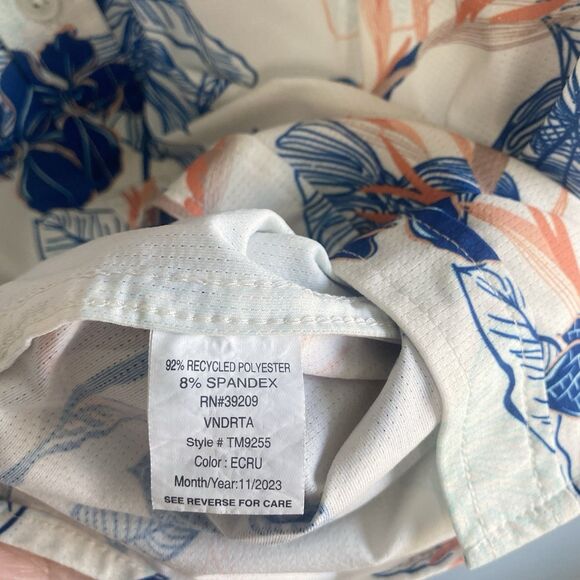 92% RECYCLED POLYESTER
8% SPANDEX
RN#39209
VNDRTA
Style # TM9255
Color : ECRU
Month/Year:11/2023
SEE REVERSE FOR CARE